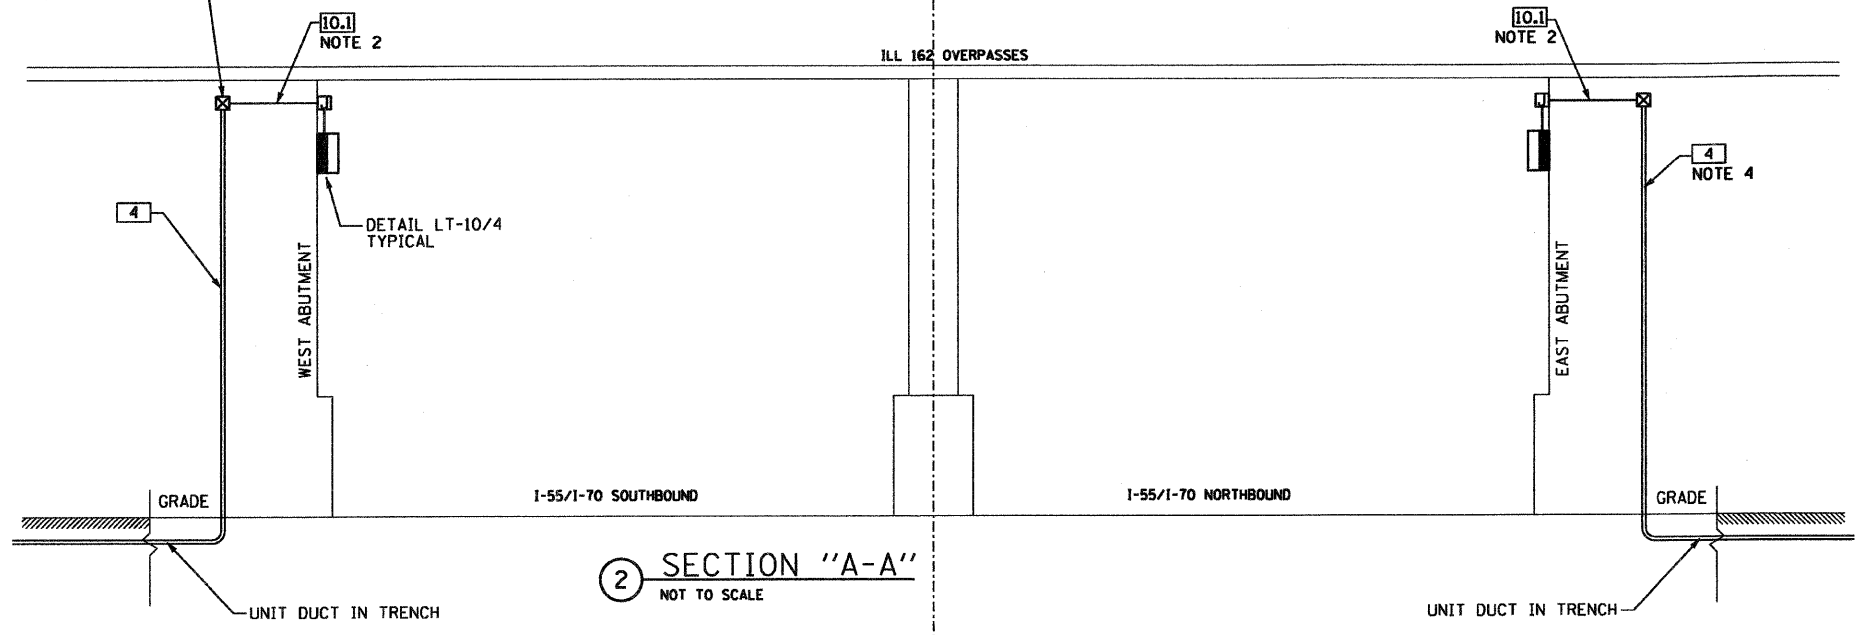 10.1
NOTE 2
10.1
NOTE 2
ILL 162 OVERPASSES
4
NOTE 4
4
DETAIL LT-10/4
TYPICAL
WEST ABUTMENT
EAST ABUTMENT
GRADE
I-55/I-70 SOUTHBOUND
I-55/I-70 NORTHBOUND
GRADE
2
SECTION "A-A"
NOT TO SCALE
UNIT DUCT IN TRENCH
UNIT DUCT IN TRENCH